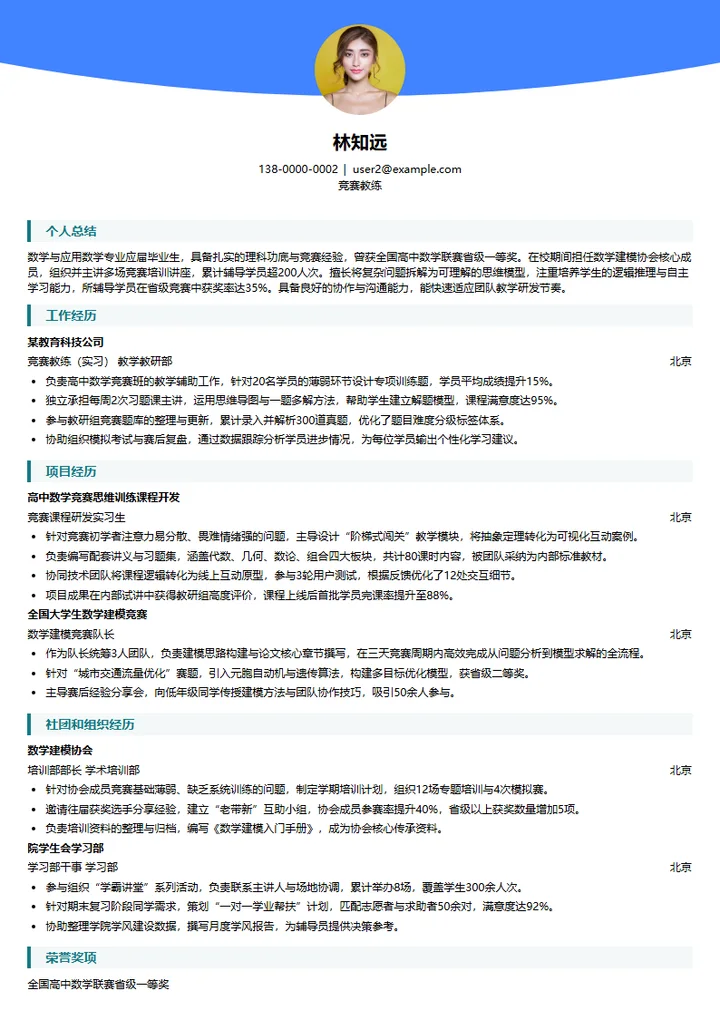 林知远
138-0000-0002 | user2@example.com
竞赛教练
个人总结
数学与应用数学专业应届毕业生，具备扎实的理科功底与竞赛经验，曾获全国高中数学联赛省级一等奖。在校期间担任数学建模协会核心成
员，组织并主讲多场竞赛培训讲座，累计辅导学员超200人次。擅长将复杂问题拆解为可理解的思维模型，注重培养学生的逻辑推理与自主
学习能力，所辅导学员在省级竞赛中获奖率达35%。具备良好的协作与沟通能力，能快速适应团队教学研发节奏。
工作经历
某教育科技公司
竞赛教练（实习） 教学教研部 北京
• 负责高中数学竞赛班的教学辅助工作，针对20名学员的薄弱环节设计专项训练题，学员平均成绩提升15%。
• 独立承担每周2次习题课主讲，运用思维导图与一题多解方法，帮助学生建立解题模型，课程满意度达95%。
• 参与教研组竞赛题库的整理与更新，累计录入并解析300道真题，优化了题目难度分级标签体系。
• 协助组织模拟考试与赛后复盘，通过数据跟踪分析学员进步情况，为每位学员输出个性化学习建议。
项目经历
高中数学竞赛思维训练课程开发
竞赛课程研发实习生 北京
• 针对竞赛初学者注意力易分散、畏难情绪强的问题，主导设计“阶梯式闯关”教学模块，将抽象定理转化为可视化互动案例。
• 负责编写配套讲义与习题集，涵盖代数、几何、数论、组合四大板块，共计80课时内容，被团队采纳为内部标准教材。
• 协同技术团队将课程逻辑转化为线上互动原型，参与3轮用户测试，根据反馈优化了12处交互细节。
• 项目成果在内部试讲中获得教研组高度评价，课程上线后首批学员完课率提升至88%。
全国大学生数学建模竞赛
数学建模竞赛队长 北京
• 作为队长统筹3人团队，负责建模思路构建与论文核心章节撰写，在三天竞赛周期内高效完成从问题分析到模型求解的全流程。
• 针对“城市交通流量优化”赛题，引入元胞自动机与遗传算法，构建多目标优化模型，获省级二等奖。
• 主导赛后经验分享会，向低年级同学传授建模方法与团队协作技巧，吸引50余人参与。
社团和组织经历
数学建模协会
培训部部长 学术培训部 北京
• 针对协会成员竞赛基础薄弱、缺乏系统训练的问题，制定学期培训计划，组织12场专题培训与4次模拟赛。
• 邀请往届获奖选手分享经验，建立“老带新”互助小组，协会成员参赛率提升40%，省级以上获奖数量增加5项。
• 负责培训资料的整理与归档，编写《数学建模入门手册》，成为协会核心传承资料。
院学生会学习部
学习部干事 学习部 北京
• 参与组织“学霸讲堂”系列活动，负责联系主讲人与场地协调，累计举办8场，覆盖学生300余人次。
• 针对期末复习阶段同学需求，策划“一对一学业帮扶”计划，匹配志愿者与求助者50余对，满意度达92%。
• 协助整理学院学风建设数据，撰写月度学风报告，为辅导员提供决策参考。
荣誉奖项
全国高中数学联赛省级一等奖